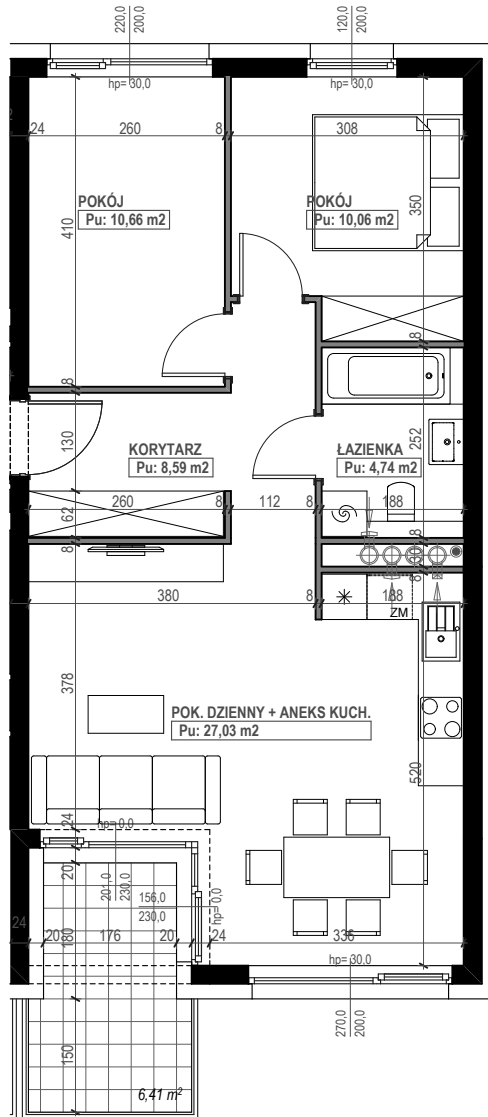 220,0
200,0
120,0
200,0
hp= 30,0
hp= 30,0
24
260
8
308
POKÓJ
Pu: 10,66 m2
POKÓJ
Pu: 10,06 m2
410
350
8
8
130
KORYTARZ
Pu: 8,59 m2
ŁAZIENKA
Pu: 4,74 m2
252
62
260
8
112
188
8
8
30
8
380
8
188
ZM
378
POK. DZIENNY + ANEKS KUCH.
Pu: 27,03 m2
520
24
hp= 0,0
20
201,0
230,0
156,0
230,0
hp=0,0
24
20
176
20
24
336
180
hp= 30,0
270,0
200,0
150
6,41 m²